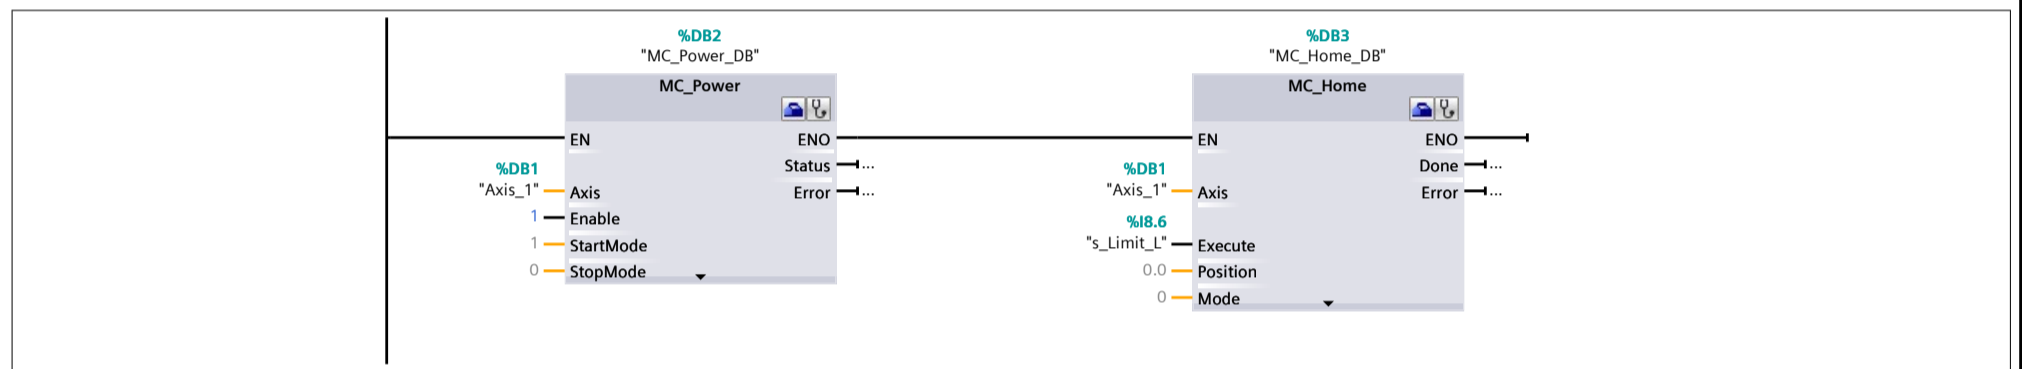 %DB2
"MC_Power_DB"
MC_Power
EN
ENO
Status
...
%DB1
"Axis_1"
Axis
Error
...
1
Enable
1
StartMode
0
StopMode
%DB3
"MC_Home_DB"
MC_Home
EN
ENO
Done
...
%DB1
"Axis_1"
Axis
Error
...
%I8.6
"s_Limit_L"
Execute
0.0
Position
0
Mode